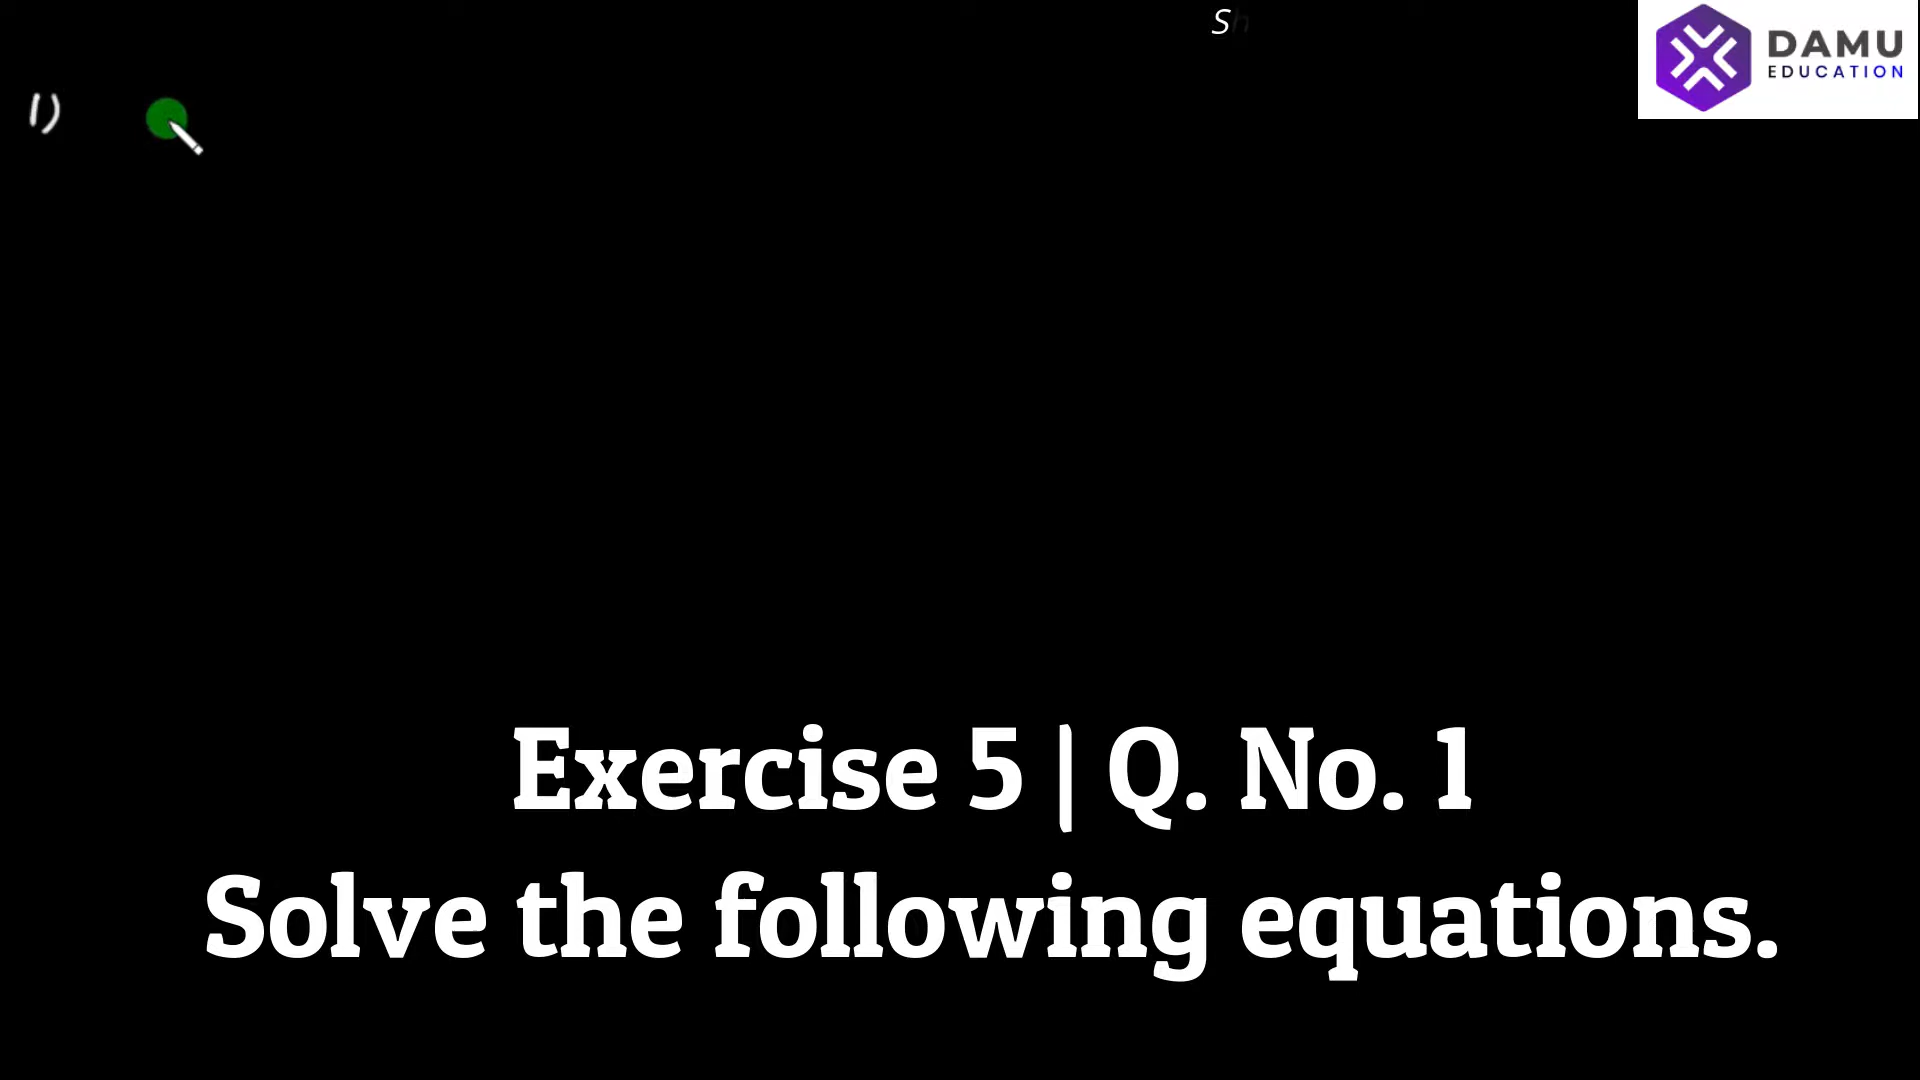 S
DAMU
EDUCATION
1)
Exercise 5 | Q. No. 1
Solve the following equations.